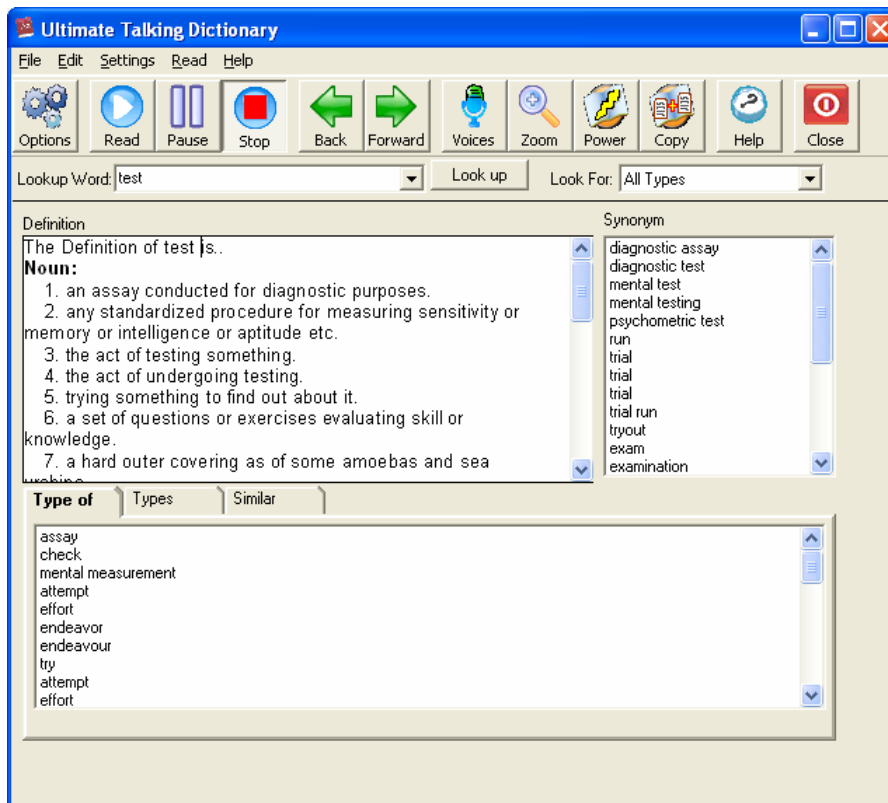 Ultimate Talking Dictionary
File Edit Settings Read Help
Options Read Pause Stop Back Forward Voices Zoom Power Copy Help Close
Lookup Word: test Look up Look For: All Types
Definition
The Definition of test is..
Noun:
1. an assay conducted for diagnostic purposes.
2. any standardized procedure for measuring sensitivity or
memory or intelligence or aptitude etc.
3. the act of testing something.
4. the act of undergoing testing.
5. trying something to find out about it.
6. a set of questions or exercises evaluating skill or
knowledge.
7. a hard outer covering as of some amoebas and sea
Synonym
diagnostic assay
diagnostic test
mental test
mental testing
psychometric test
run
trial
trial
trial
trial run
tryout
exam
examination
Type of Types Similar
assay
check
mental measurement
attempt
effort
endeavor
endeavour
try
attempt
effort